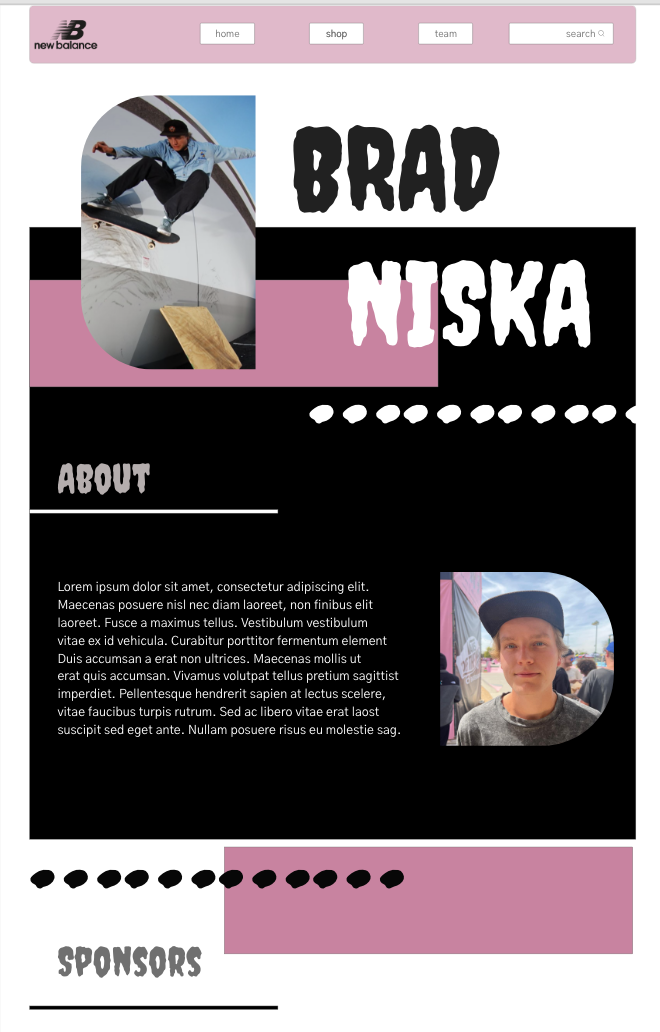 new balance
home
shop
team
search
BRAD
NISKA
ABOUT
Lorem ipsum dolor sit amet, consectetur adipiscing elit.
Maecenas posuere nisl nec diam laoreet, non finibus elit
laoreet. Fusce a maximus tellus. Vestibulum vestibulum
vitae ex id vehicula. Curabitur porttitor fermentum element
Duis accumsan a erat non ultrices. Maecenas mollis ut
erat quis accumsan. Vivamus volutpat tellus pretium sagittist
imperdiet. Pellentesque hendrerit sapien at lectus scelere,
vitae faucibus turpis rutrum. Sed ac libero vitae erat laost
suscipit sed eget ante. Nullam posuere risus eu molestie sag.
SPONSORS